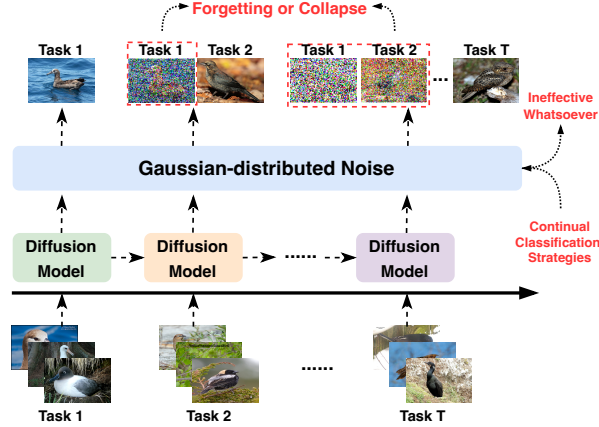 Forgetting or Collapse
Task 1
Task 1
Task 2
Task 1
Task 2
Task T
...
Ineffective
Whatsoever
Gaussian-distributed Noise
Continual
Classification
Strategies
Diffusion
Model
Diffusion
Model
......
Diffusion
Model
......
Task 1
Task 2
Task T